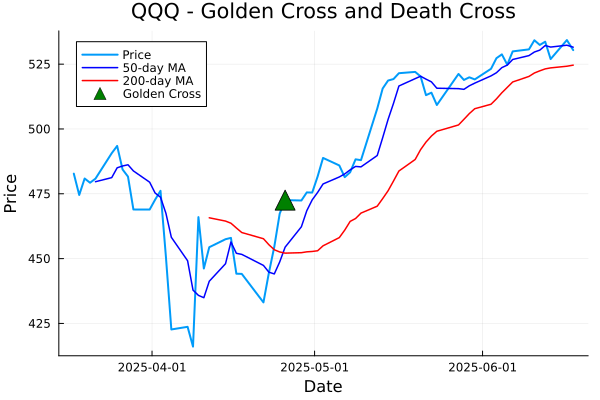 QQQ - Golden Cross and Death Cross
Price
50-day MA
200-day MA
Golden Cross
525
500
475
450
425
Price
2025-04-01
2025-05-01
2025-06-01
Date